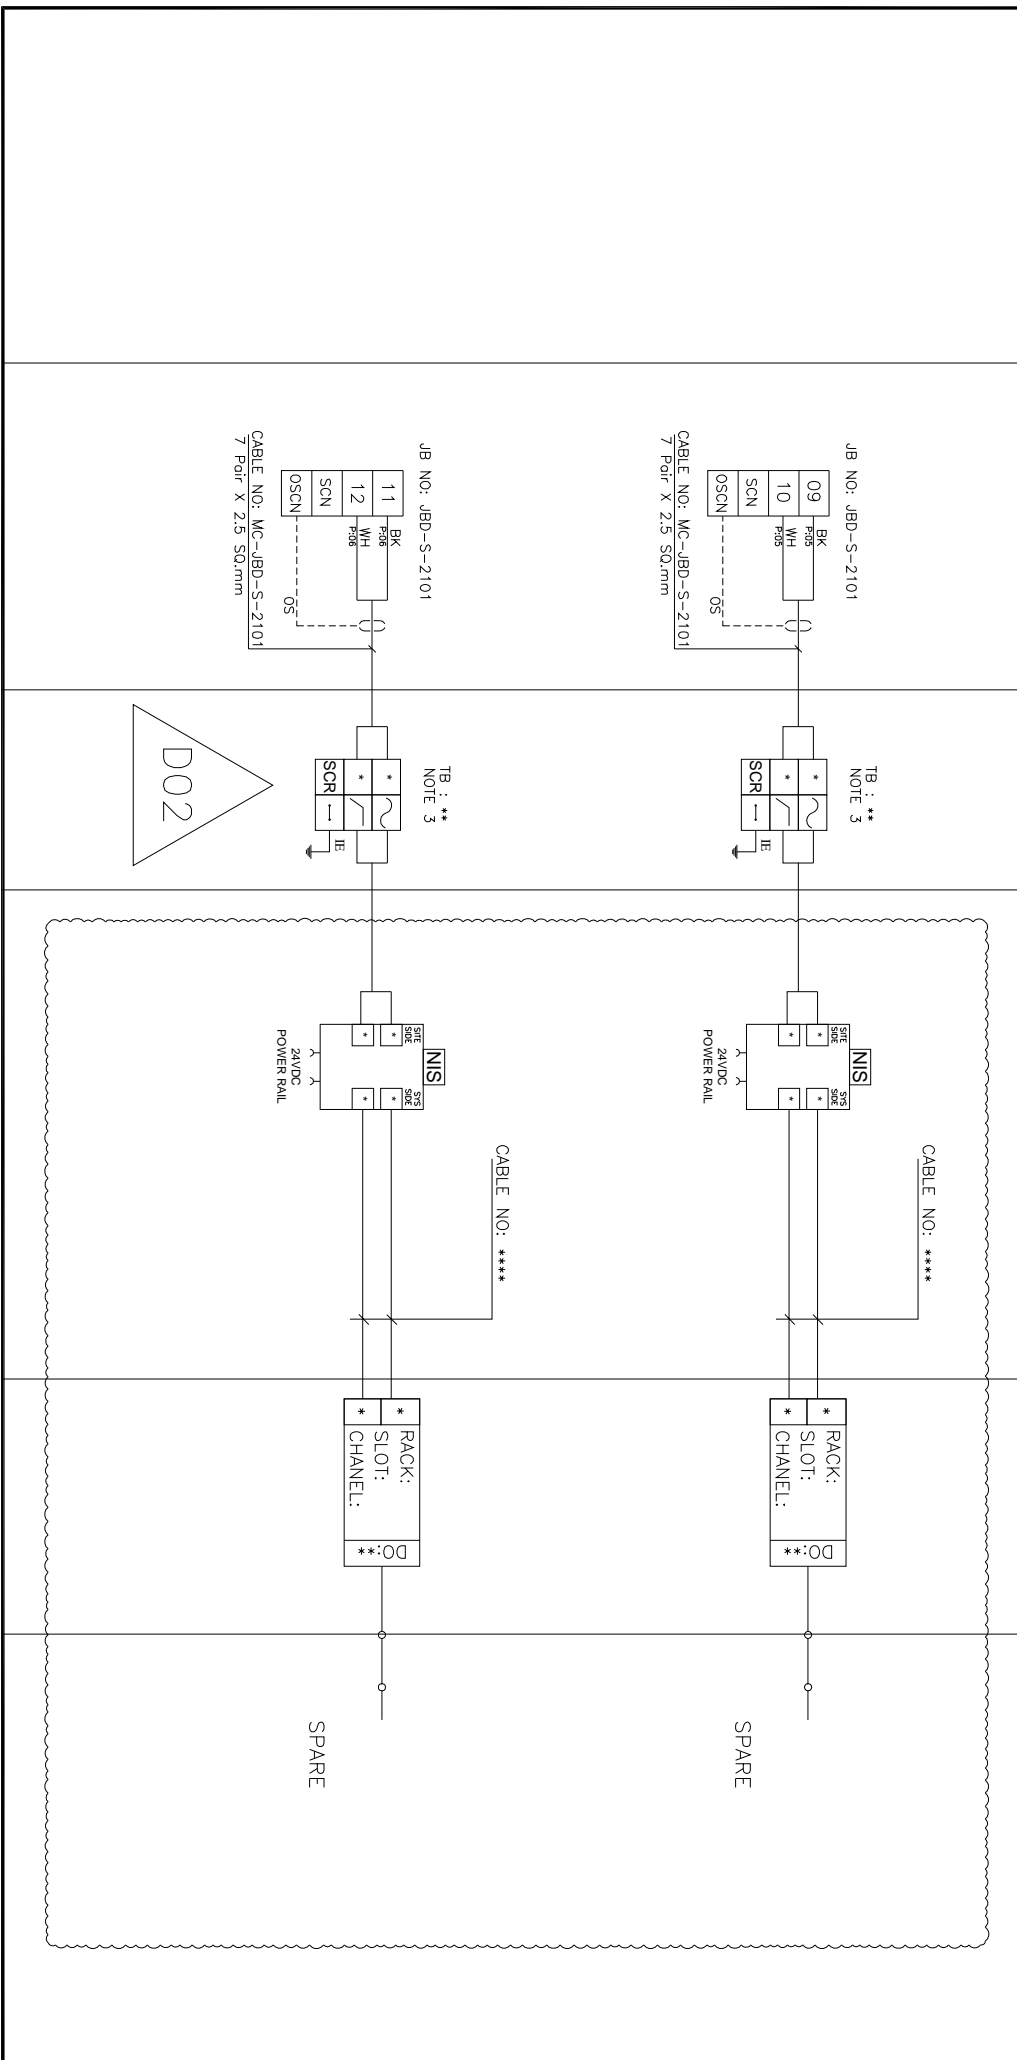 JB NO: JBD-S-2101
09
10
SCN
OSCN
BK
P:05
WH
P:05
OS
CABLE NO: MC-JBD-S-2101
7 Pair X 2.5 SQ.mm
TB : **
NOTE 3
*
*
SCR
IE
NIS
SITE
SIDE
SYS
SIDE
*
*
*
*
24VDC
POWER RAIL
CABLE NO: ****
*
*
RACK:
SLOT:
CHANEL:
DO:**
SPARE
JB NO: JBD-S-2101
11
12
SCN
OSCN
BK
P:06
WH
P:06
OS
CABLE NO: MC-JBD-S-2101
7 Pair X 2.5 SQ.mm
TB : **
NOTE 3
*
*
SCR
IE
NIS
SITE
SIDE
SYS
SIDE
*
*
*
*
24VDC
POWER RAIL
CABLE NO: ****
*
*
RACK:
SLOT:
CHANEL:
DO:**
SPARE
D02